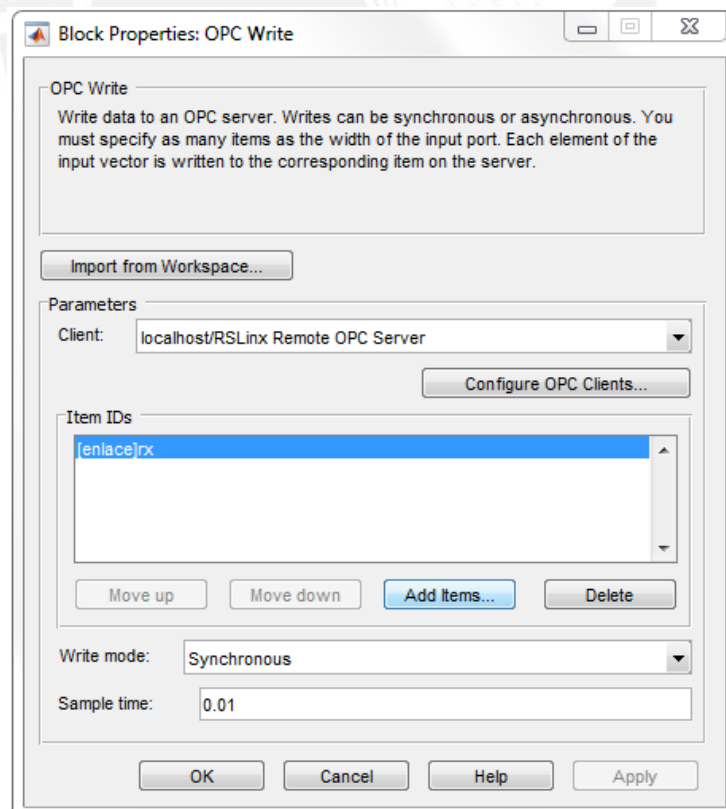 Block Properties: OPC Write
OPC Write
Write data to an OPC server. Writes can be synchronous or asynchronous. You
must specify as many items as the width of the input port. Each element of the
input vector is written to the corresponding item on the server.
Import from Workspace...
Parameters
Client: localhost/RSLinx Remote OPC Server
Configure OPC Clients...
Item IDs
[enlace]rx
Move up Move down Add Items... Delete
Write mode: Synchronous
Sample time: 0.01
OK Cancel Help Apply